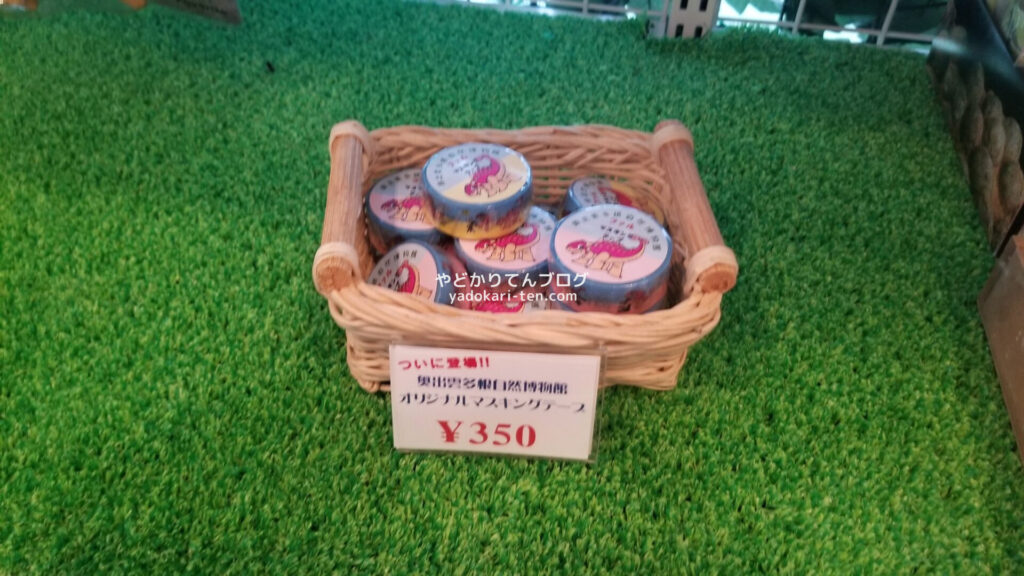 やどかりてんブログ
yadokari-ten.com
ついに登場!!
奥出雲多根自然博物館
オリジナルマスキングテープ
¥350